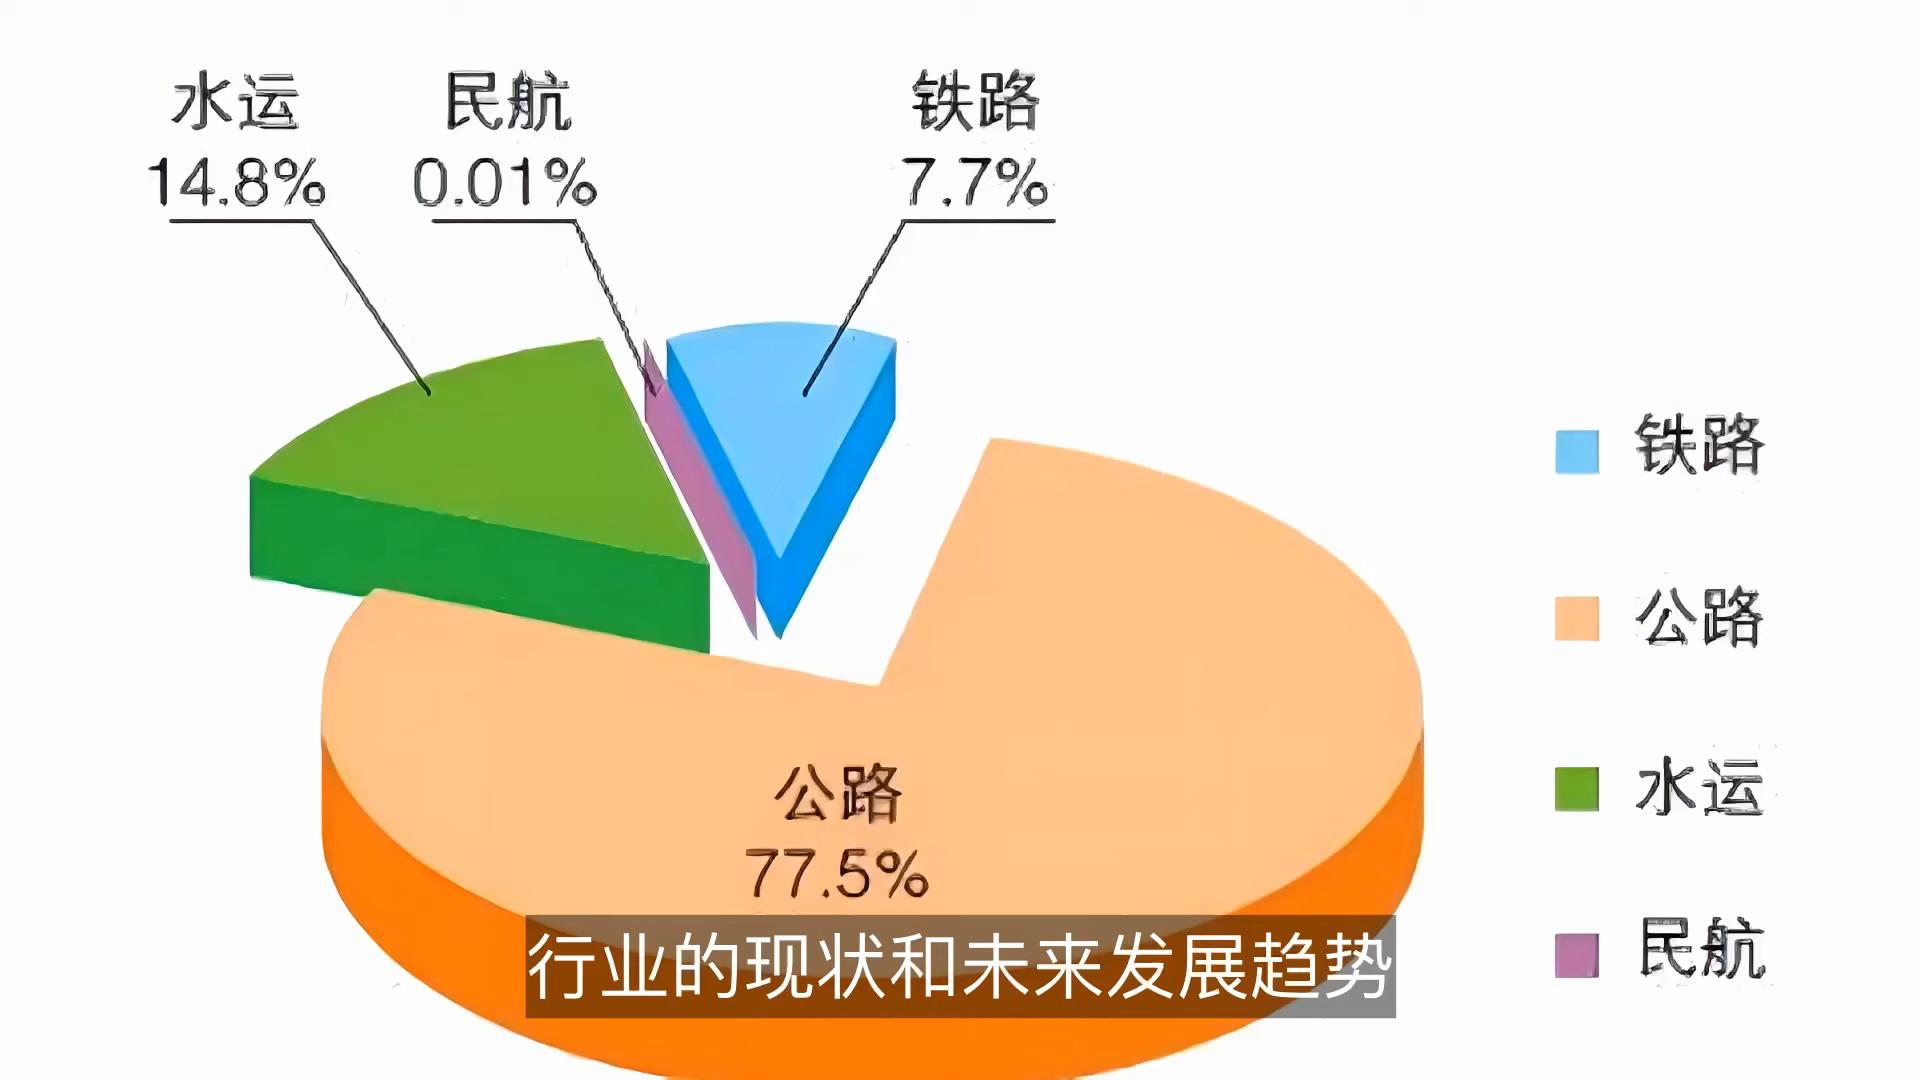 水运
14.8%
民航
0.01%
铁路
7.7%
铁路
公路
水运
民航
公路
77.5%
行业的现状和未来发展趋势